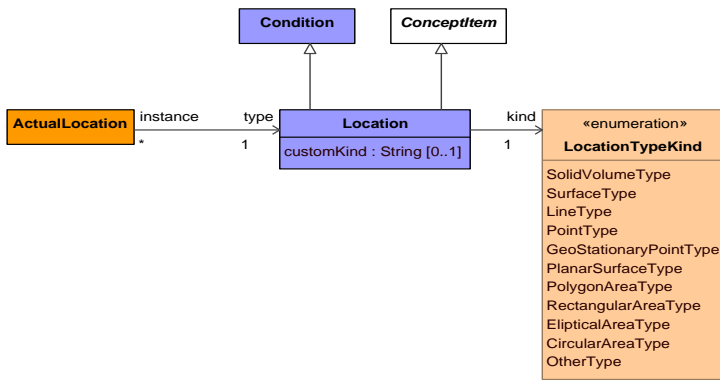 Condition
ConceptItem
ActualLocation
instance
type
*
1
Location
customKind : String [0..1]
kind
1
«enumeration»
LocationTypeKind
SolidVolumeType
SurfaceType
LineType
PointType
GeoStationaryPointType
PlanarSurfaceType
PolygonAreaType
RectangularAreaType
ElipticalAreaType
CircularAreaType
OtherType